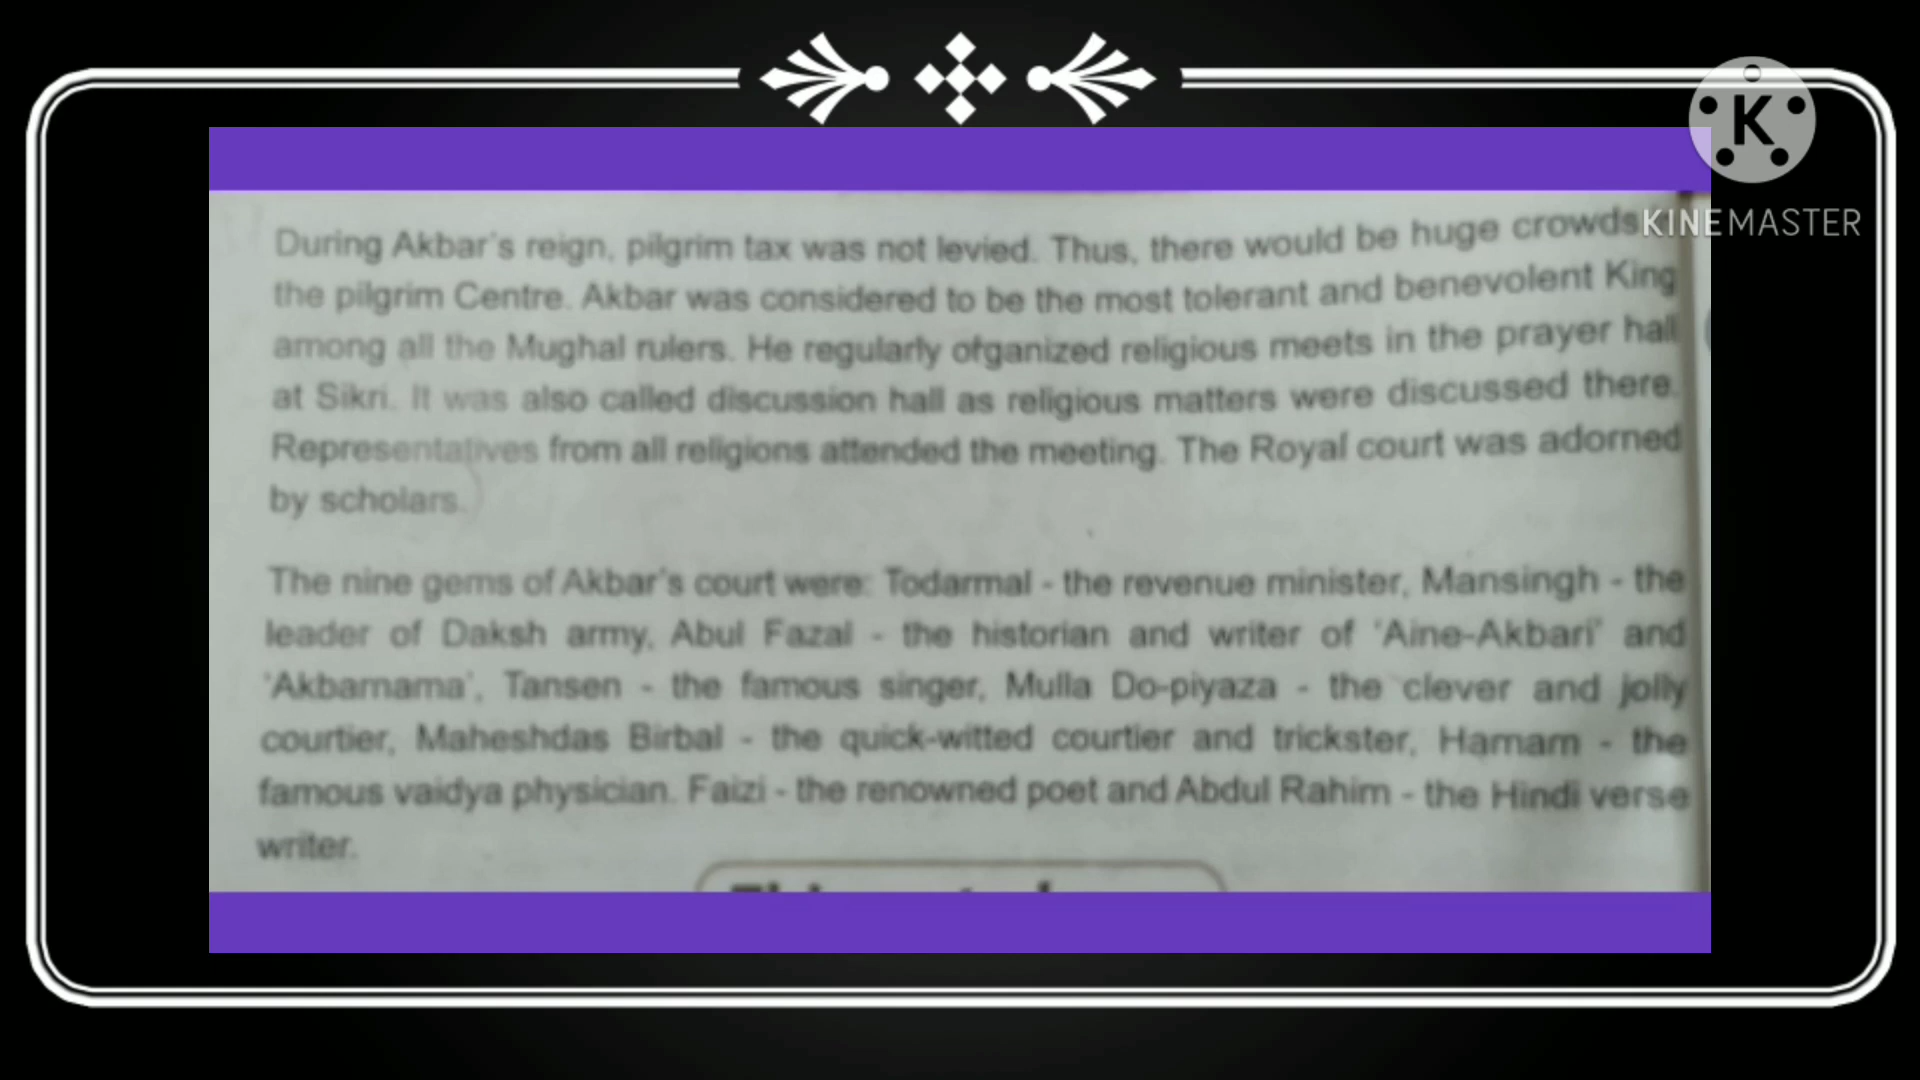 K
KINEMASTER
During Akbar's reign, pilgrim tax was not levied. Thus, there would be huge crowds
the pilgrim Centre. Akbar was considered to be the most tolerant and benevolent King
among all the Mughal rulers. He regularly organized religious meets in the prayer hall
at Sikri. It was also called discussion hall as religious matters were discussed there.
Representatives from all religions attended the meeting. The Royal court was adorned
by scholars.
The nine gems of Akbar's court were: Todarmal - the revenue minister, Mansingh - the
leader of Daksh army, Abul Fazal - the historian and writer of 'Aine-Akbari' and
'Akbarnama', Tansen - the famous singer, Mulla Do-piyaza - the clever and jolly
courtier, Maheshdas Birbal - the quick-witted courtier and trickster, Hamam - the
famous vaidya physician. Faizi - the renowned poet and Abdul Rahim - the Hindi verse
writer.